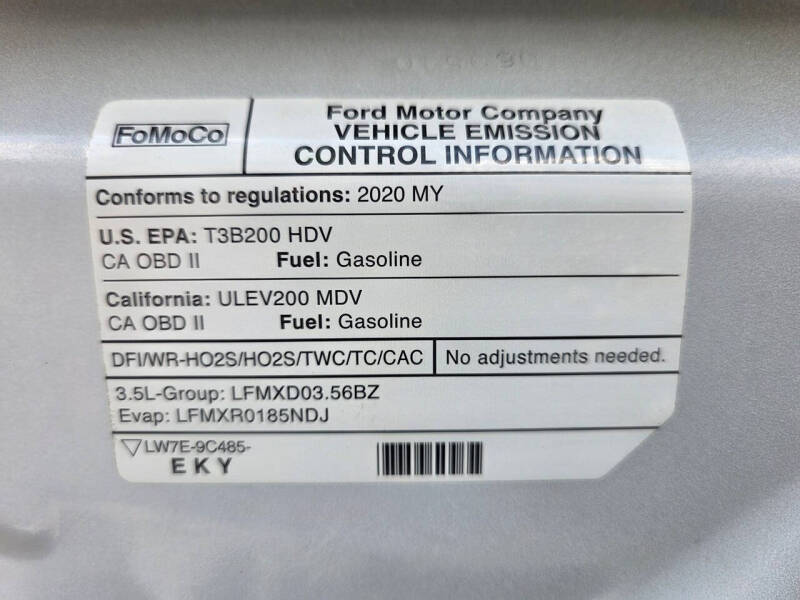 FoMoCo
Ford Motor Company
VEHICLE EMISSION
CONTROL INFORMATION
Conforms to regulations: 2020 MY
U.S. EPA: T3B200 HDV
CA OBD II Fuel: Gasoline
California: ULEV200 MDV
CA OBD II Fuel: Gasoline
DFI/WR-HO2S/HO2S/TWC/TC/CAC No adjustments needed.
3.5L-Group: LFMXD03.56BZ
Evap: LFMXR0185NDJ
▽LW7E-9C485-
EKY